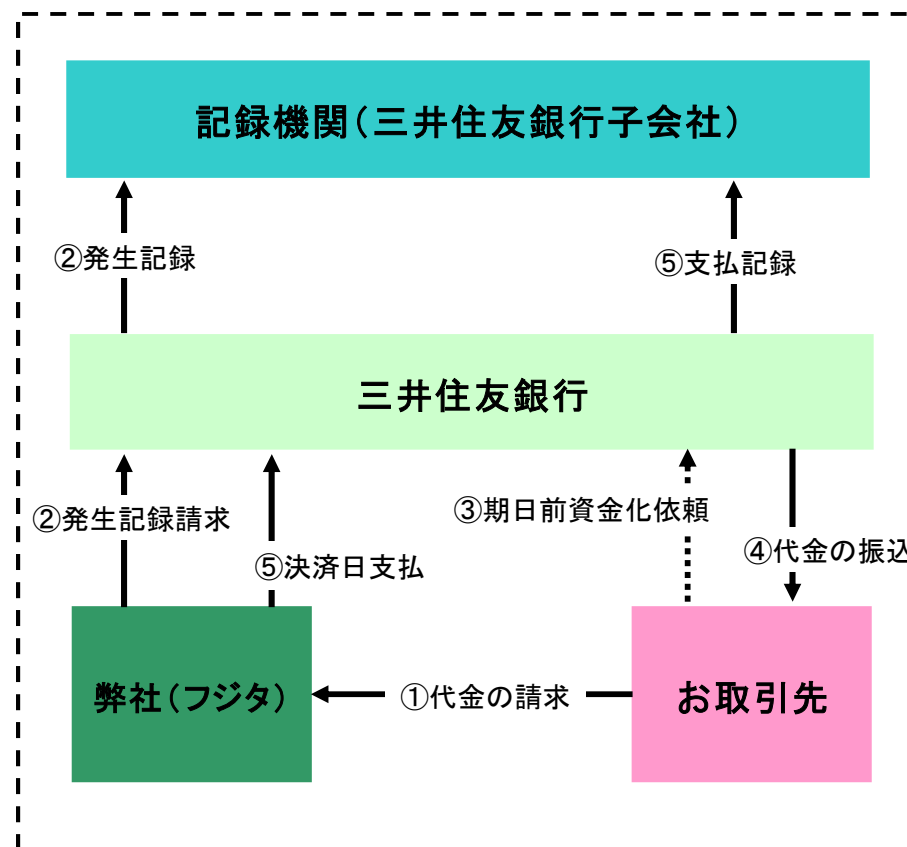 記録機関(三井住友銀行子会社)
②発生記録
⑤支払記録
三井住友銀行
②発生記録請求
③期日前資金化依頼
⑤決済日支払
④代金の振込
弊社(フジタ)
①代金の請求
お取引先